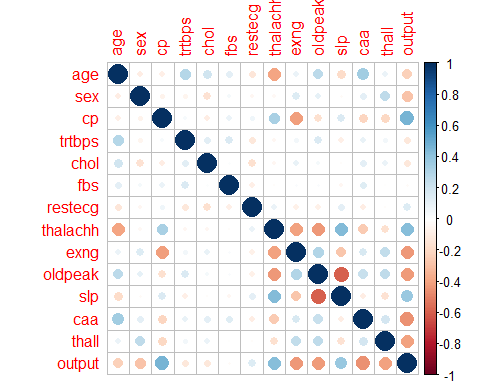 age
sex
cp
trtbps
chol
fbs
restecg
thalachh
exng
oldpeak
slp
caa
thall
output
age
sex
cp
trtbps
chol
fbs
restecg
thalachh
exng
oldpeak
slp
caa
thall
output
1
0.8
0.6
0.4
0.2
0
-0.2
-0.4
-0.6
-0.8
-1